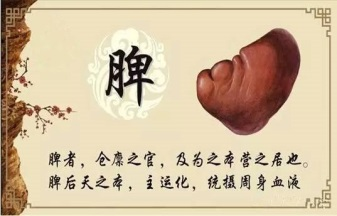 脾
脾者，仓廪之官，及为之本营之居也。
脾后天之本，主运化，统摄周身血液